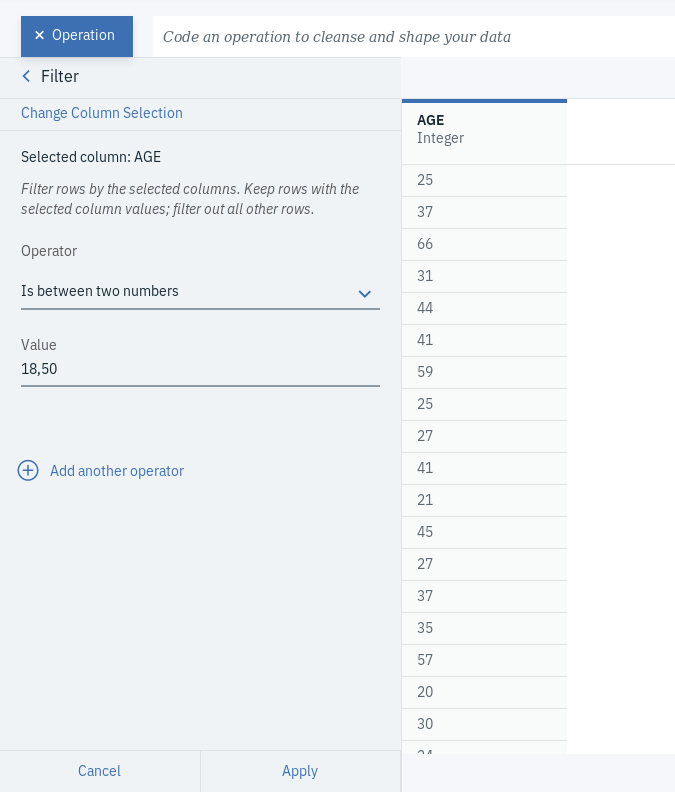 Operation
Code an operation to cleanse and shape your data
Filter
Change Column Selection
Selected column: AGE
Filter rows by the selected columns. Keep rows with the
selected column values; filter out all other rows.
Operator
Is between two numbers
Value
18,50
Add another operator
Cancel
Apply
AGE
Integer
25
37
66
31
44
41
59
25
27
41
21
45
27
37
35
57
20
30